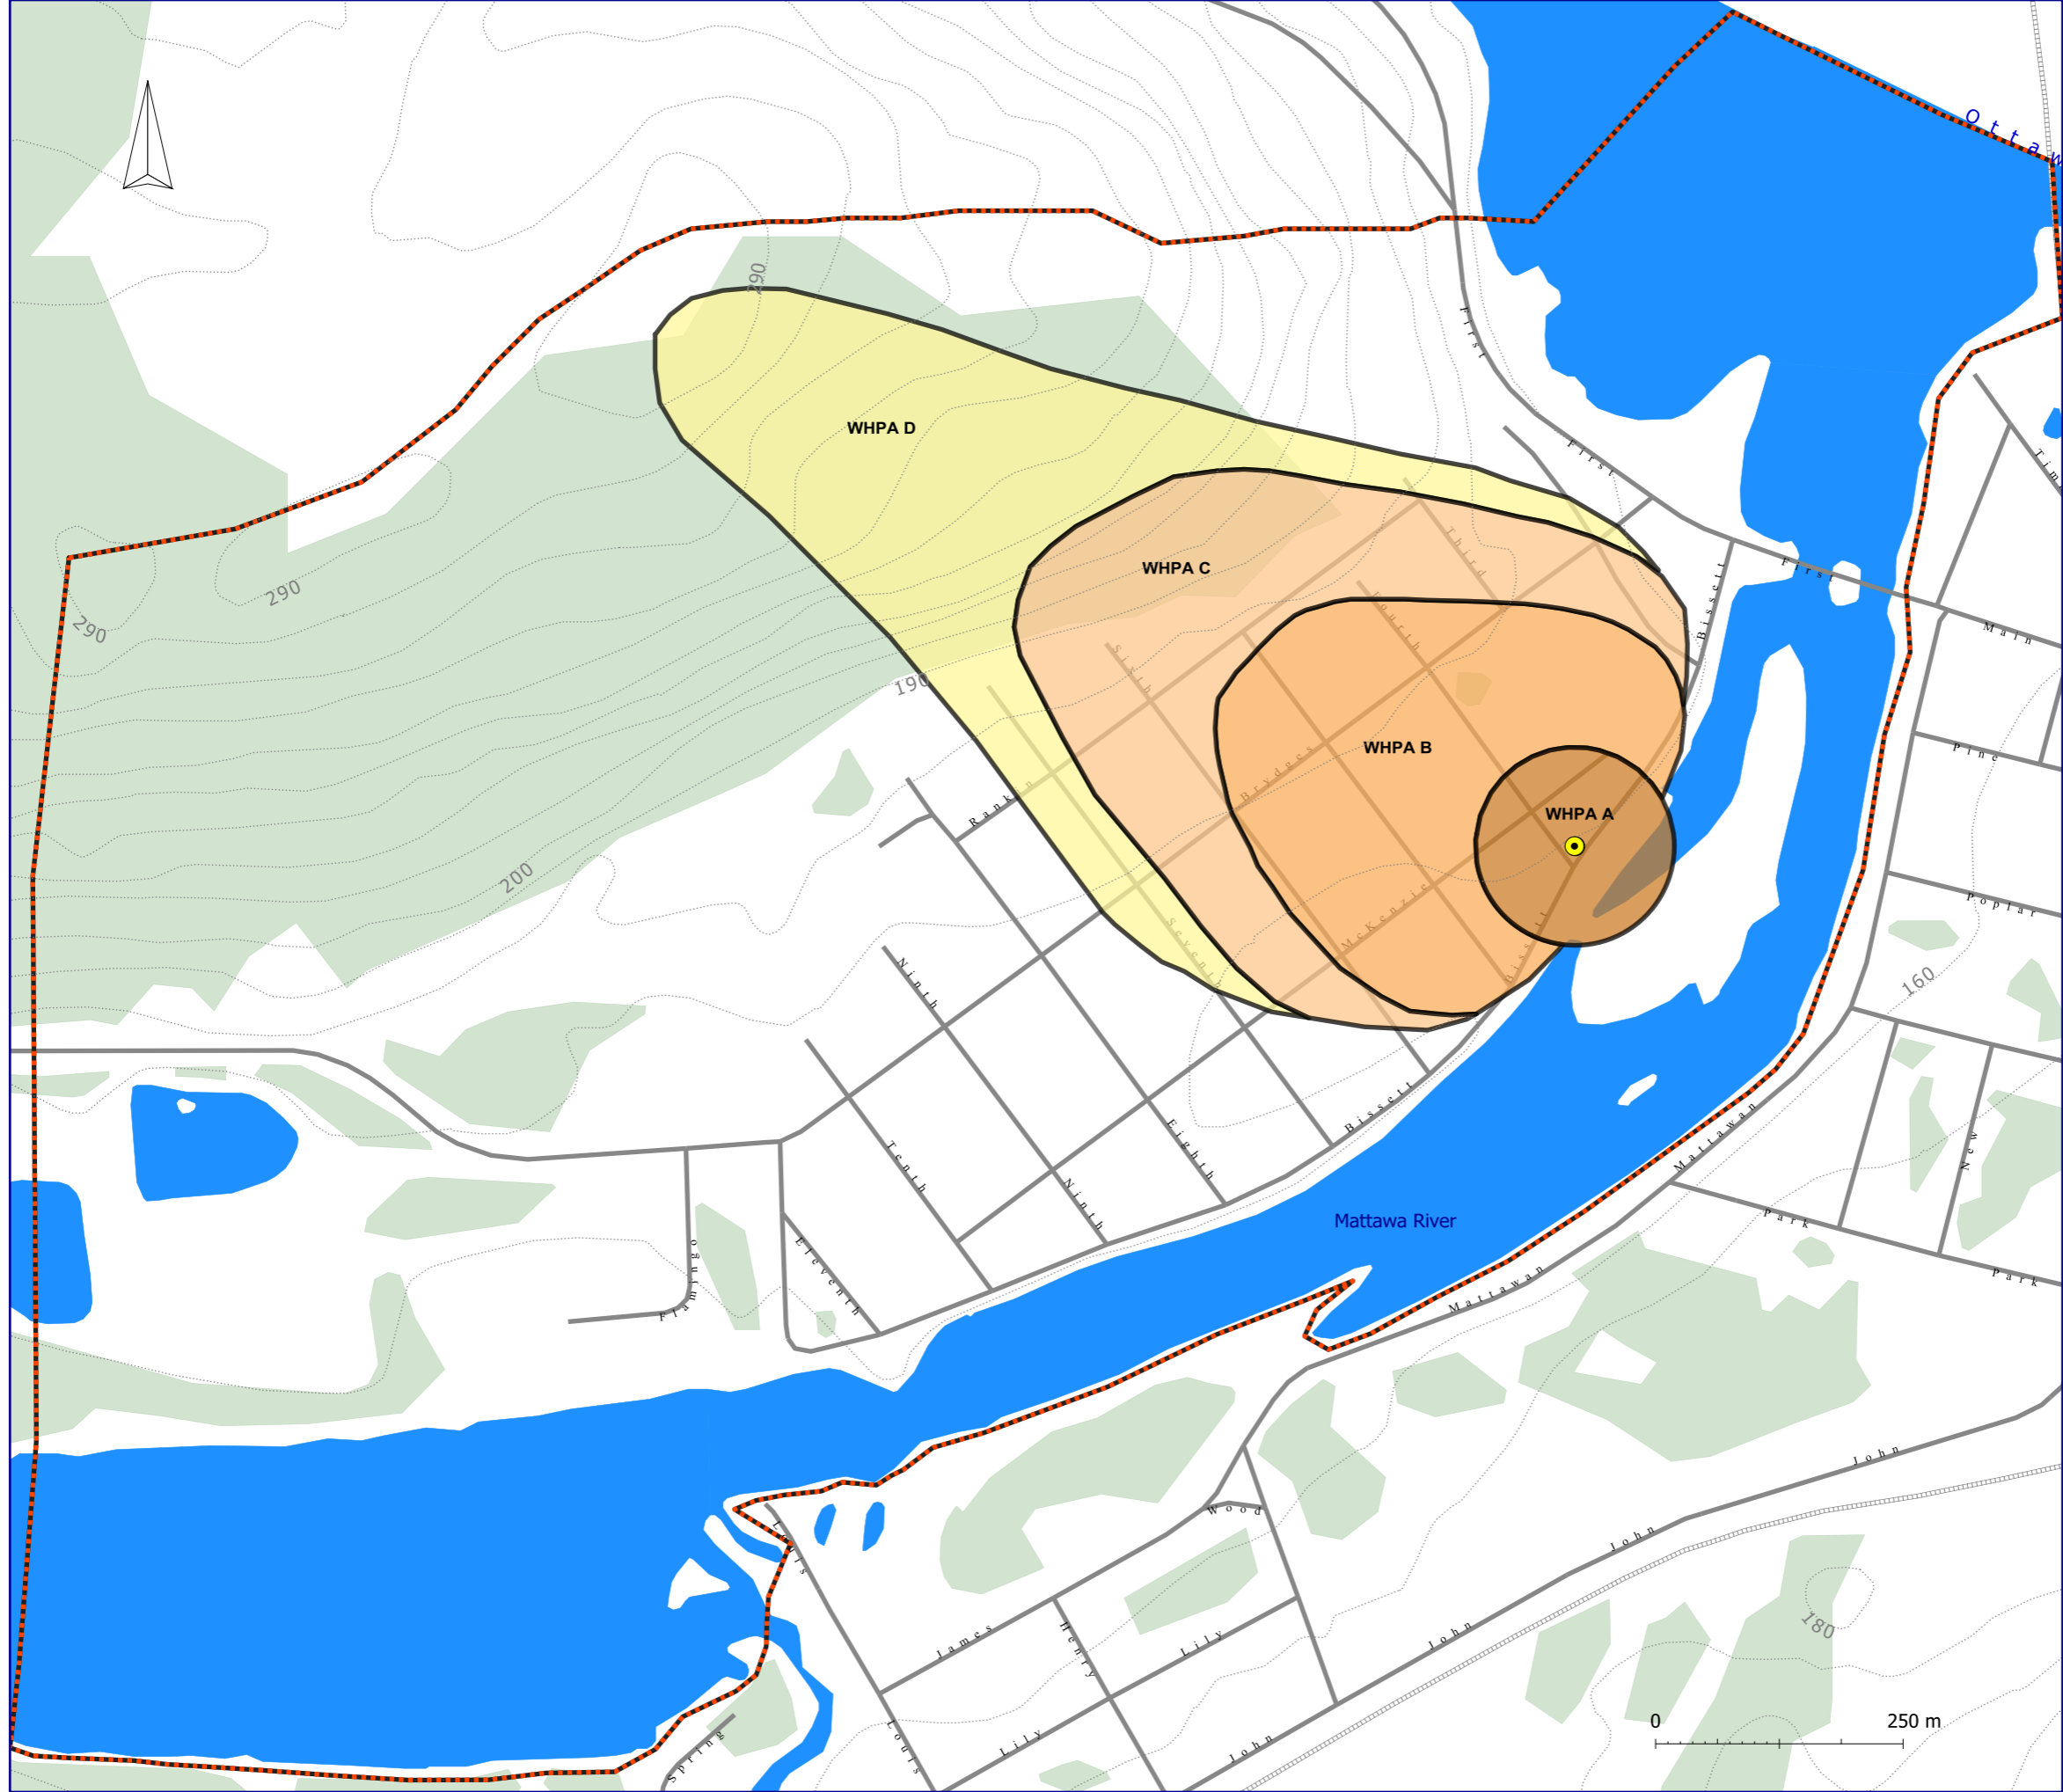 Ottaw
290
First
WHPA D
First
Third
Tim
WHPA C
First
290
Fourth
Bissett
290
Main
Sixth
190
WHPA B
Brydges
Pine
Rankin
WHPA A
200
McKenzie
Poplar
Seventh
Bissett
Ninth
160
Bissett
Mattawan
Eighth
Tenth
New
Ninth
Mattawa River
Park
Flamingo
Eleventh
Mattawan
Park
John
Wood
Louis
John
James
Henry
Lily
John
180
0 250 m
Louis
Lily
John
Spring